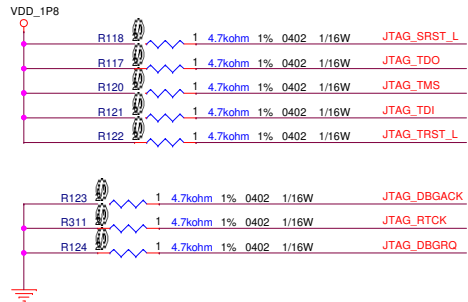 VDD_1P8
R118 1 4.7kohm 1% 0402 1/16W JTAG_SRST_L
R117 1 4.7kohm 1% 0402 1/16W JTAG_TDO
R120 1 4.7kohm 1% 0402 1/16W JTAG_TMS
R121 1 4.7kohm 1% 0402 1/16W JTAG_TDI
R122 1 4.7kohm 1% 0402 1/16W JTAG_TRST_L
R123 1 4.7kohm 1% 0402 1/16W JTAG_DBGACK
R311 1 4.7kohm 1% 0402 1/16W JTAG_RTCK
R124 1 4.7kohm 1% 0402 1/16W JTAG_DBGRQ